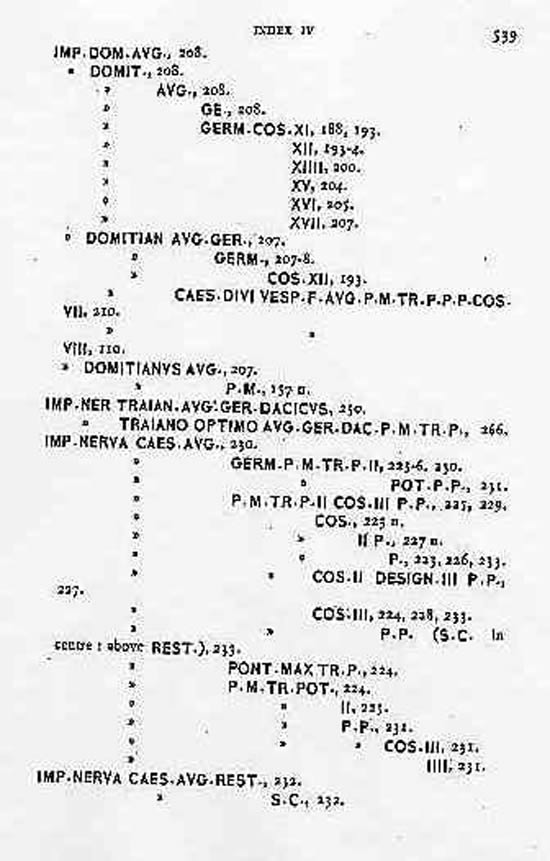 INDEX IV
539
IMP.DOM.AVG., 208.
» DOMIT., 208.
» AVG., 208.
» GE., 208.
» GERM.COS.XI, 188, 193.
» XII, 193-4.
» XIIII, 200.
» XV, 204.
» XVI, 205.
» XVII, 207.
» DOMITIAN AVG.GER., 207.
» GERM., 207-8.
» COS.XII, 193.
» CAES.DIVI VESP.F.AVG.P.M.TR.P.P.P.COS.
VII, 210.
» »
VIII, 110.
» DOMITIANVS AVG., 207.
» P.M., 157 n.
IMP.NER TRAIAN.AVG.GER.DACICVS, 250.
» TRAIANO OPTIMO AVG.GER.DAC.P.M.TR.P., 266.
IMP.NERVA CAES.AVG., 230.
» GERM.P.M.TR.P.II, 225-6. 230.
» » POT.P.P., 231.
» P.M.TR.P.II COS.III P.P., 225, 229.
» COS., 225 n.
» » II P., 227 n.
» » P., 223, 226, 233.
» » COS.II DESIGN.III P.P.,
227.
» COS.III, 224, 228, 233.
» » P.P. (S.C. in
centre : above REST.), 233.
» PONT.MAX TR.P., 224.
» P.M.TR.POT., 224.
» » II, 223.
» » P.P., 231.
» » » COS.III, 231.
» IIII, 231.
IMP.NERVA CAES.AVG.REST., 232.
» S.C., 232.